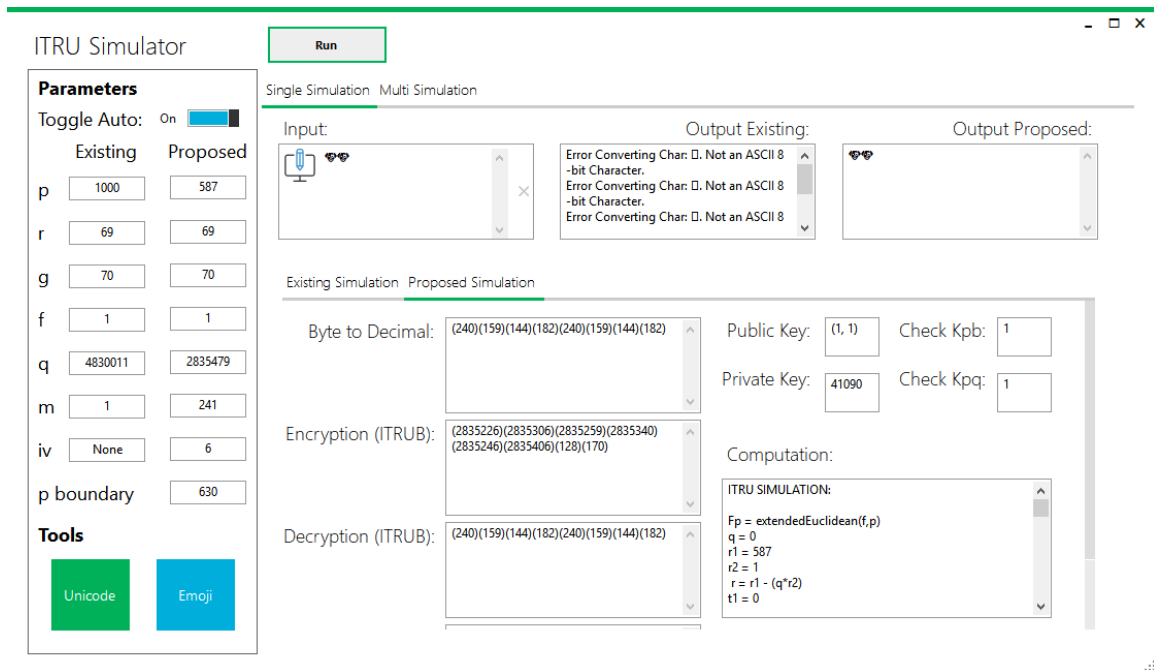 ITRU Simulator
Run
Parameters
Toggle Auto: On
Existing Proposed
p 1000 587
r 69 69
g 70 70
f 1 1
q 4830011 2835479
m 1 241
iv None 6
p boundary 630
Tools
Unicode Emoji
Single Simulation Multi Simulation
Input:
🐶🐶
Output Existing:
Error Converting Char: ▯. Not an ASCII 8
-bit Character.
Error Converting Char: ▯. Not an ASCII 8
-bit Character.
Error Converting Char: ▯. Not an ASCII 8
Output Proposed:
🐶🐶
Existing Simulation Proposed Simulation
Byte to Decimal:
(240)(159)(144)(182)(240)(159)(144)(182)
Encryption (ITRUB):
(2835226)(2835306)(2835259)(2835340)
(2835246)(2835406)(128)(170)
Decryption (ITRUB):
(240)(159)(144)(182)(240)(159)(144)(182)
Public Key: (1, 1) Check Kpb: 1
Private Key: 41090 Check Kpq: 1
Computation:
ITRU SIMULATION:
Fp = extendedEuclidean(f,p)
q = 0
r1 = 587
r2 = 1
r = r1 - (q*r2)
t1 = 0